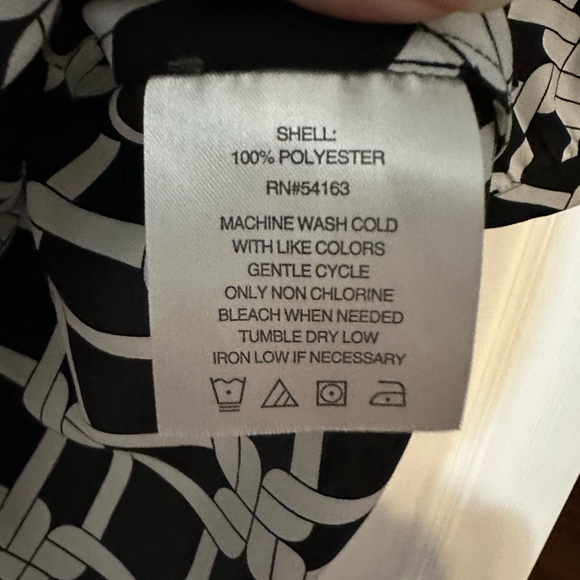 SHELL:
100% POLYESTER
RN#54163
MACHINE WASH COLD
WITH LIKE COLORS
GENTLE CYCLE
ONLY NON CHLORINE
BLEACH WHEN NEEDED
TUMBLE DRY LOW
IRON LOW IF NECESSARY